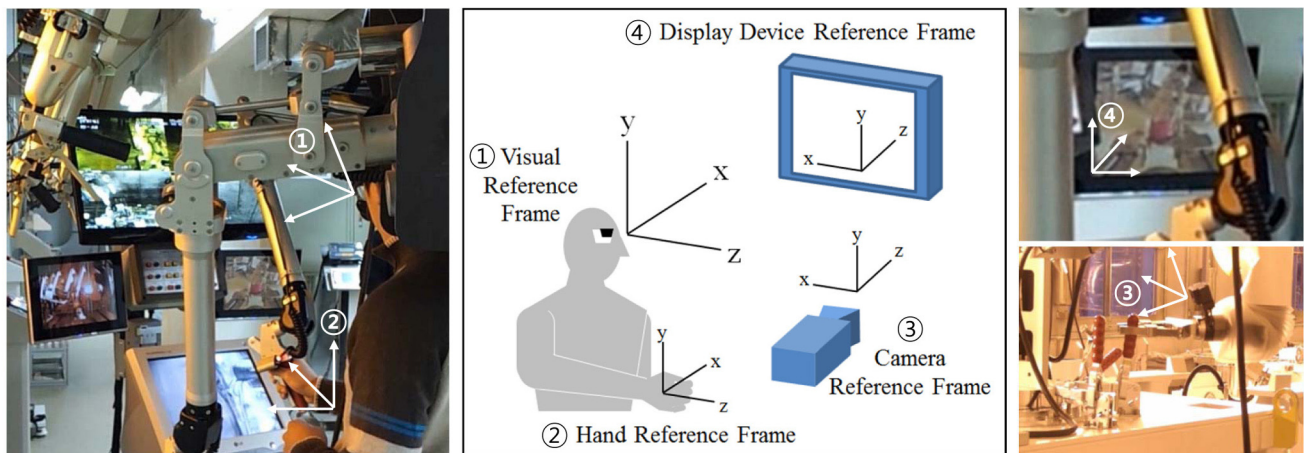 ①
②
④ Display Device Reference Frame
y
z
x
① Visual
Reference
Frame
y
x
z
y
z
x
③
Camera
Reference Frame
y
x
z
② Hand Reference Frame
④
③